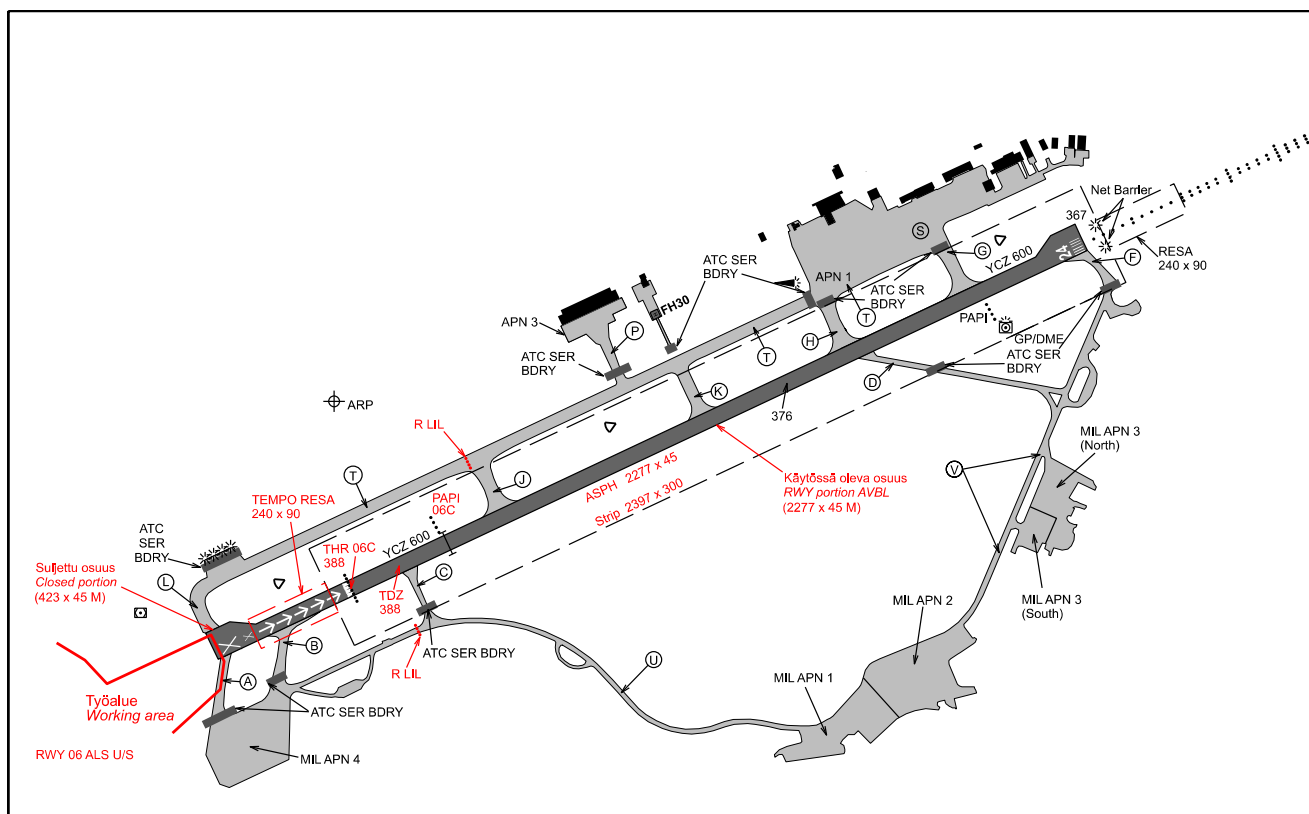 Net Barrier
367
S
G
YCZ 600
24
F
RESA
240 x 90
ATC SER
BDRY
APN 1
ATC SER
BDRY
FH30
APN 3
P
T
T
H
PAPI
GP/DME
ATC SER
BDRY
ATC SER
BDRY
D
K
376
ARP
R LIL
MIL APN 3
(North)
T
J
ASPH 2277 x 45
Strip 2397 x 300
Käytössä oleva osuus
RWY portion AVBL
(2277 x 45 M)
V
TEMPO RESA
240 x 90
PAPI
06C
ATC
SER
BDRY
YCZ 600
THR 06C
388
Suljettu osuus
Closed portion
(423 x 45 M)
L
C
TDZ
388
MIL APN 2
MIL APN 3
(South)
B
ATC SER BDRY
R LIL
U
A
MIL APN 1
Työalue
Working area
ATC SER BDRY
RWY 06 ALS U/S
MIL APN 4